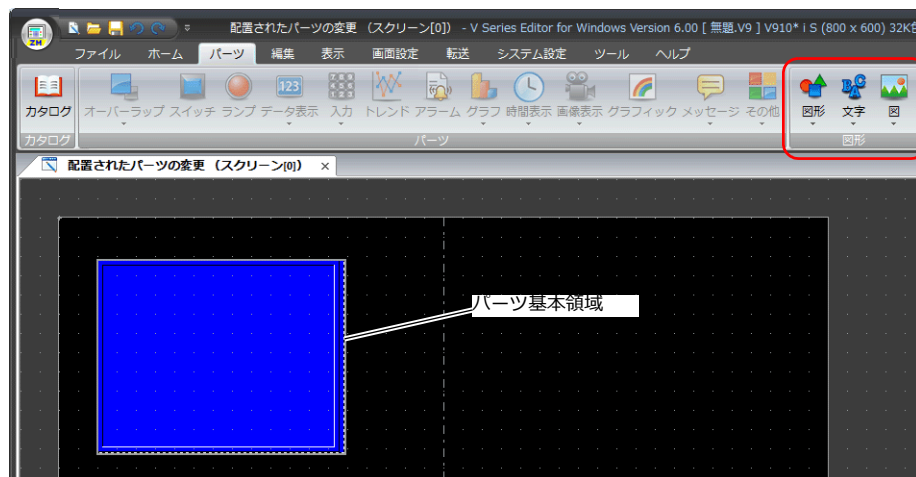 配置されたパーツの変更 （スクリーン[0]） - V Series Editor for Windows Version 6.00 [ 無題.V9 ] V910* i S (800 x 600) 32K色
ZM
ファイル ホーム パーツ 編集 表示 画面設定 転送 システム設定 ツール ヘルプ
123 ABC
カタログ オーバーラップ スイッチ ランプ データ表示 入力 トレンド アラーム グラフ 時間表示 画像表示 グラフィック メッセージ その他 図形 文字 図
カタログ パーツ 図形
配置されたパーツの変更 （スクリーン[0]） ×
パーツ基本領域